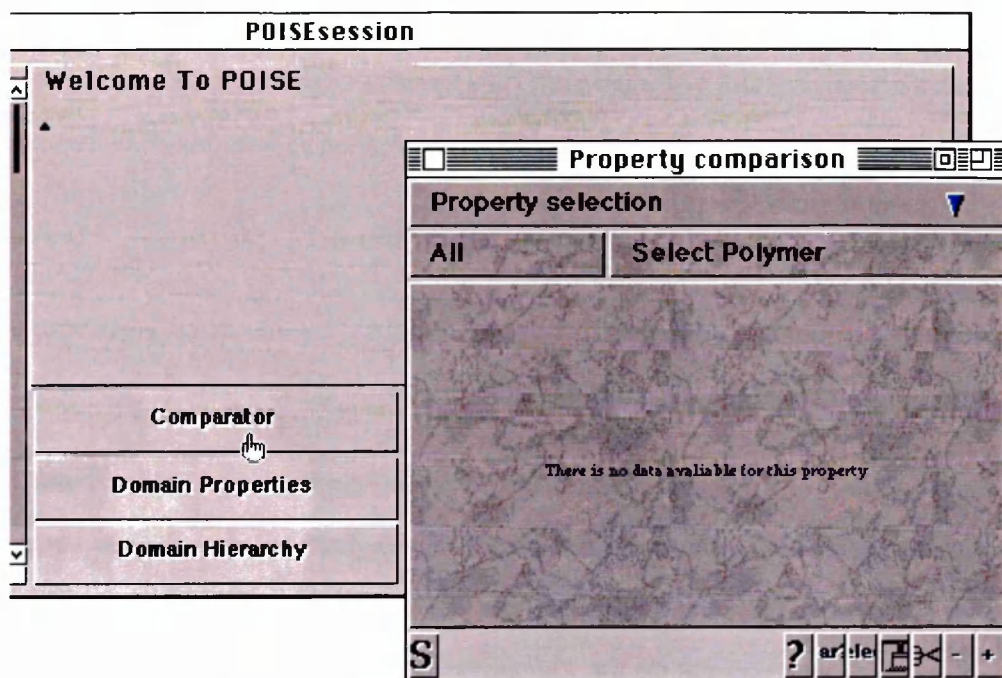 POISEsession
Welcome To POISE
Property comparison
Property selection
All Select Polymer
Comparator
There is no data avaliable for this property
Domain Properties
Domain Hierarchy
S ? - +